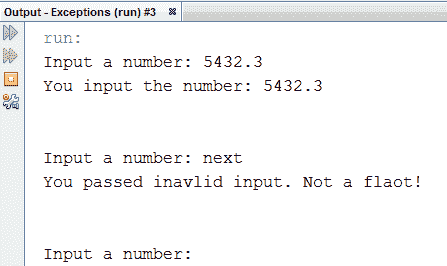 Output - Exceptions (run) #3
run:
Input a number: 5432.3
You input the number: 5432.3
Input a number: next
You passed inavlid input. Not a flaot!
Input a number: